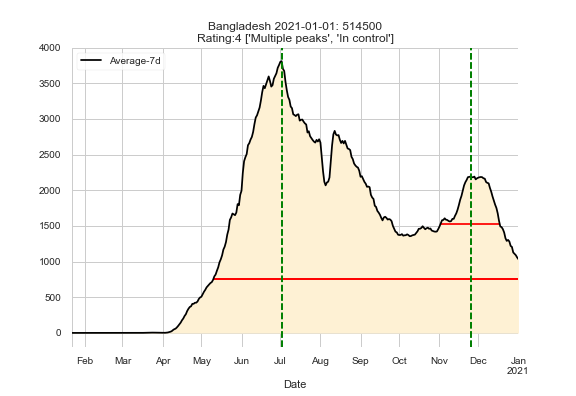 Bangladesh 2021-01-01: 514500
Rating:4 ['Multiple peaks', 'In control']
4000
Average-7d
3500
3000
2500
2000
1500
1000
500
0
Feb Mar Apr May Jun Jul Aug Sep Oct Nov Dec Jan
2021
Date